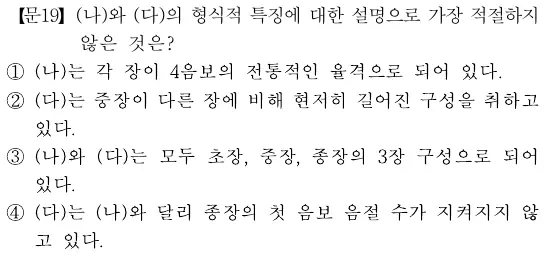 【문19】 (나)와 (다)의 형식적 특징에 대한 설명으로 가장 적절하지
않은 것은?
① (나)는 각 장이 4음보의 전통적인 율격으로 되어 있다.
② (다)는 중장이 다른 장에 비해 현저히 길어진 구성을 취하고
있다.
③ (나)와 (다)는 모두 초장, 중장, 종장의 3장 구성으로 되어
있다.
④ (다)는 (나)와 달리 종장의 첫 음보 음절 수가 지켜지지 않
고 있다.